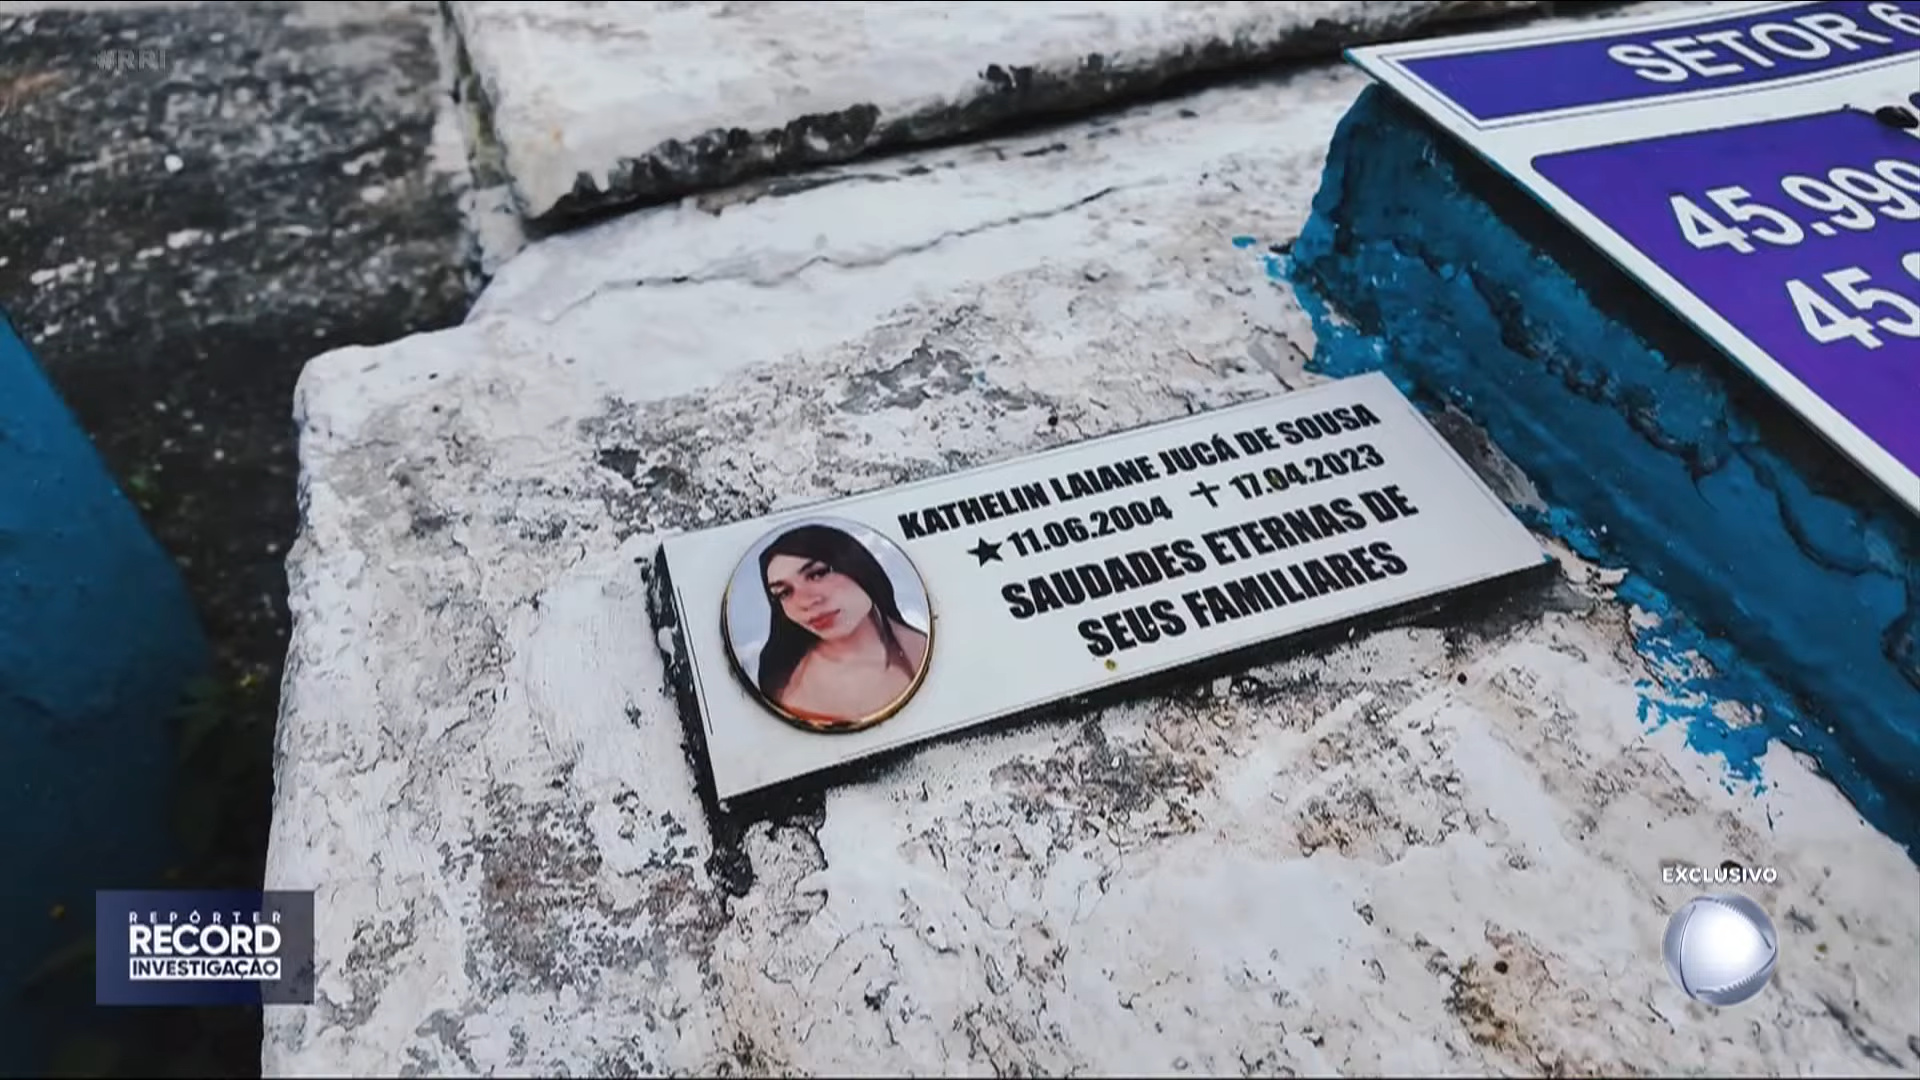 #RRI
SETOR 6
45.99
45.
KATHELIN LAIANE JUCÁ DE SOUSA
★ 11.06.2004 ✝ 17.04.2023
SAUDADES ETERNAS DE
SEUS FAMILIARES
EXCLUSIVO
REPÓRTER
RECORD
INVESTIGAÇÃO